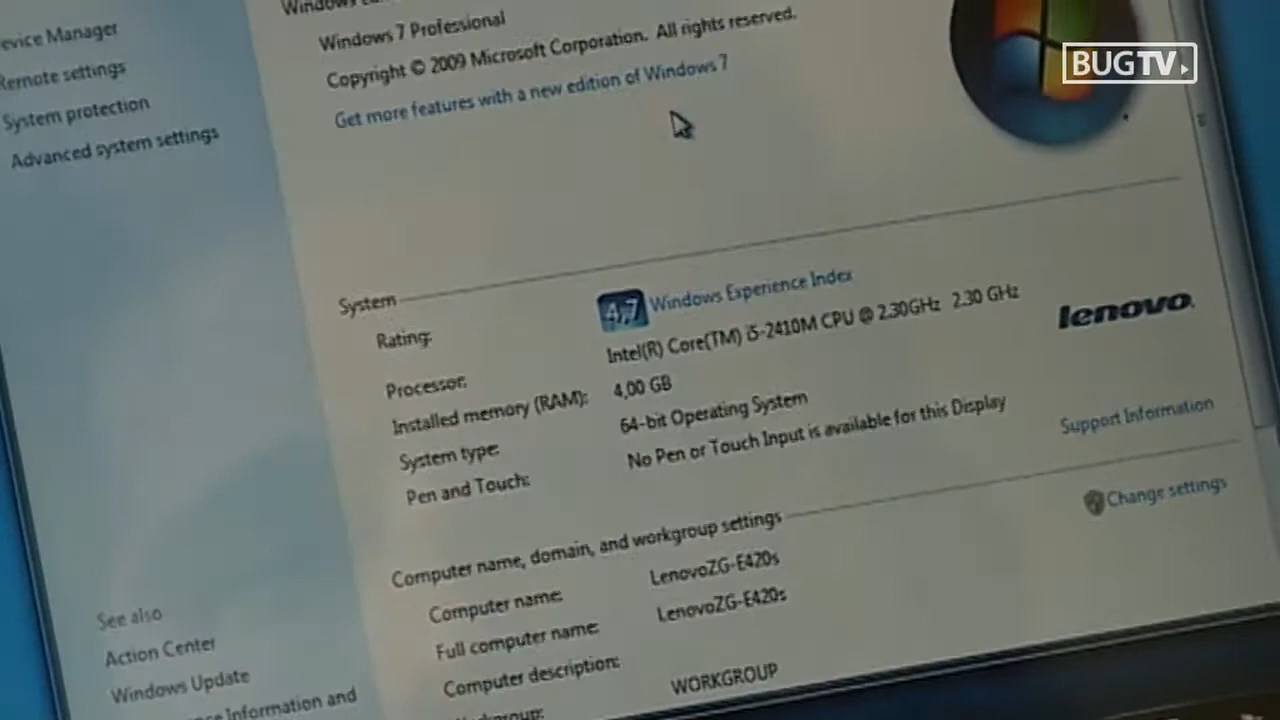 Windows
Windows 7 Professional
Copyright © 2009 Microsoft Corporation. All rights reserved.
Get more features with a new edition of Windows 7
BUGTV
evice Manager
Remote settings
System protection
Advanced system settings
System
Rating: 4,7 Windows Experience Index
Processor: Intel(R) Core(TM) i5-2410M CPU @ 2.30GHz 2.30 GHz
Installed memory (RAM): 4,00 GB
System type: 64-bit Operating System
Pen and Touch: No Pen or Touch Input is available for this Display
lenovo
Support Information
Computer name, domain, and workgroup settings
Change settings
Computer name: LenovoZG-E420s
Full computer name: LenovoZG-E420s
Computer description:
Workgroup: WORKGROUP
See also
Action Center
Windows Update
Information and